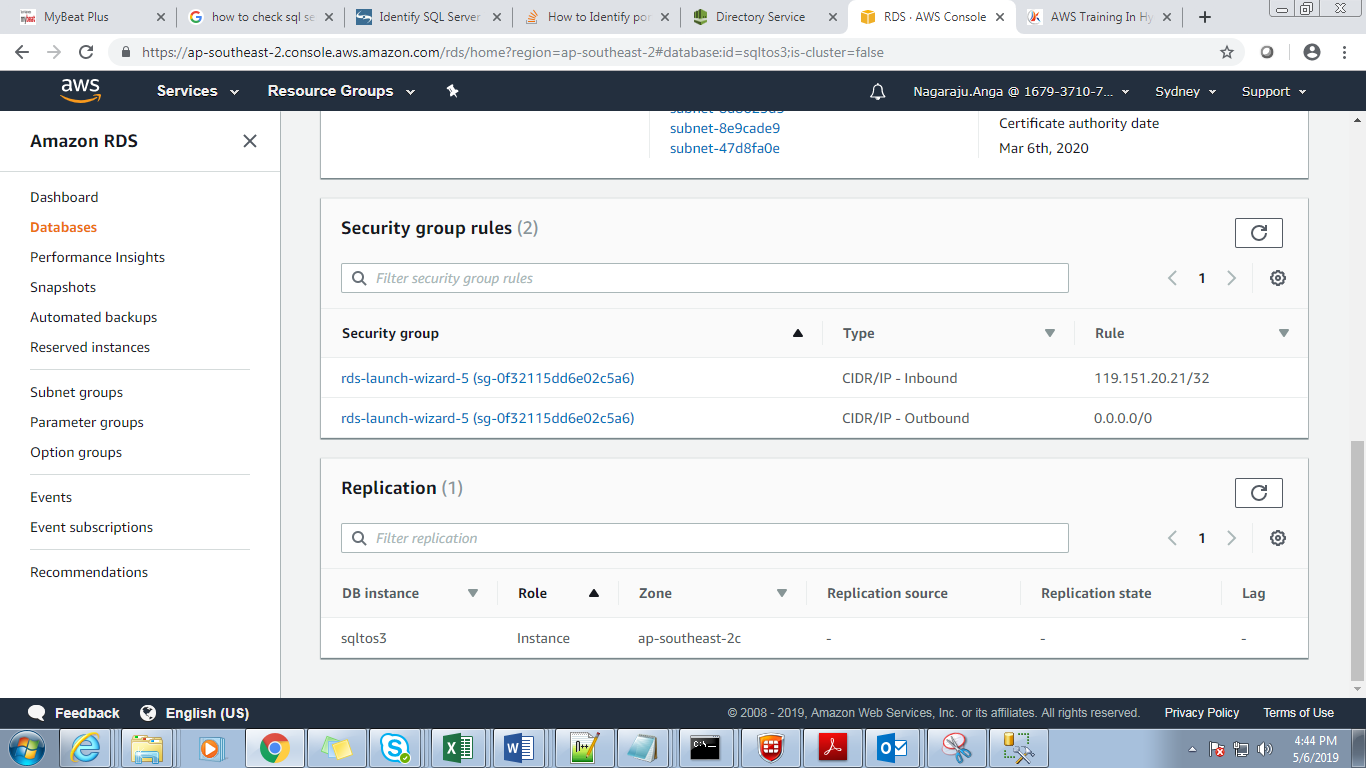 MyBeat Plus
how to check sql se
Identify SQL Server
How to Identify por
Directory Service
RDS · AWS Console
AWS Training In Hy
https://ap-southeast-2.console.aws.amazon.com/rds/home?region=ap-southeast-2#database:id=sqltos3;is-cluster=false
aws
Services
Resource Groups
Nagaraju.Anga @ 1679-3710-7...
Sydney
Support
Amazon RDS
Dashboard
Databases
Performance Insights
Snapshots
Automated backups
Reserved instances
Subnet groups
Parameter groups
Option groups
Events
Event subscriptions
Recommendations
subnet-8e9cade9
subnet-47d8fa0e
Certificate authority date
Mar 6th, 2020
Security group rules (2)
Filter security group rules
1
Security group Type Rule
rds-launch-wizard-5 (sg-0f32115dd6e02c5a6) CIDR/IP - Inbound 119.151.20.21/32
rds-launch-wizard-5 (sg-0f32115dd6e02c5a6) CIDR/IP - Outbound 0.0.0.0/0
Replication (1)
Filter replication
1
DB instance Role Zone Replication source Replication state Lag
sqltos3 Instance ap-southeast-2c - - -
Feedback
English (US)
© 2008 - 2019, Amazon Web Services, Inc. or its affiliates. All rights reserved.
Privacy Policy
Terms of Use
4:44 PM
5/6/2019